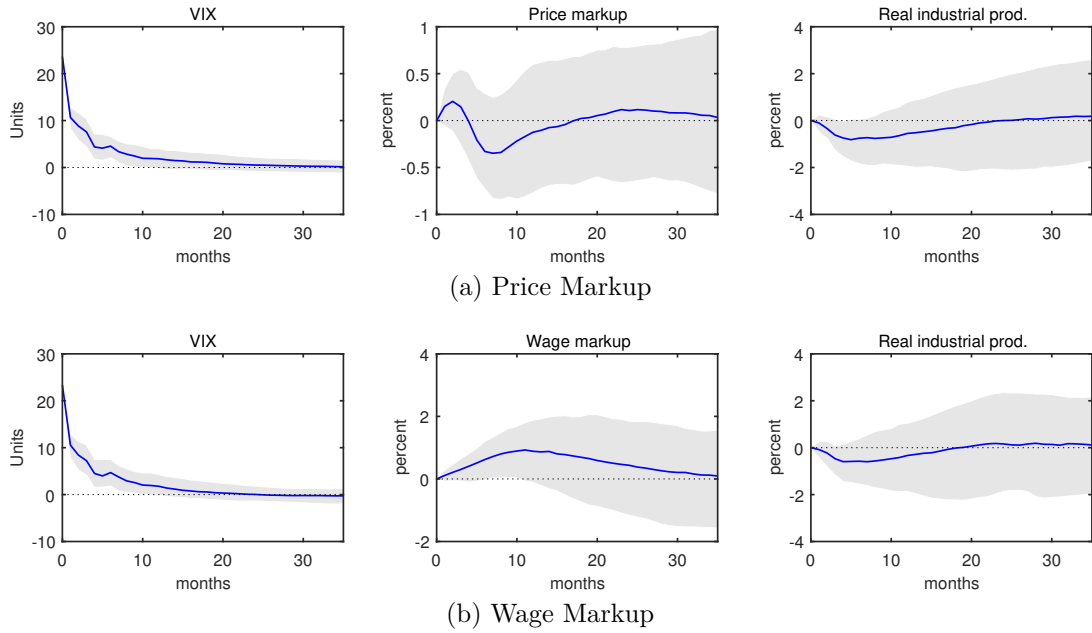 VIX
Price markup
Real industrial prod.
30
20
10
0
-10
Units
0 10 20 30
months
1
0.5
0
-0.5
-1
percent
0 10 20 30
months
4
2
0
-2
-4
percent
0 10 20 30
months
(a) Price Markup
VIX
Wage markup
Real industrial prod.
30
20
10
0
-10
Units
0 10 20 30
months
4
2
0
-2
percent
0 10 20 30
months
4
2
0
-2
-4
percent
0 10 20 30
months
(b) Wage Markup